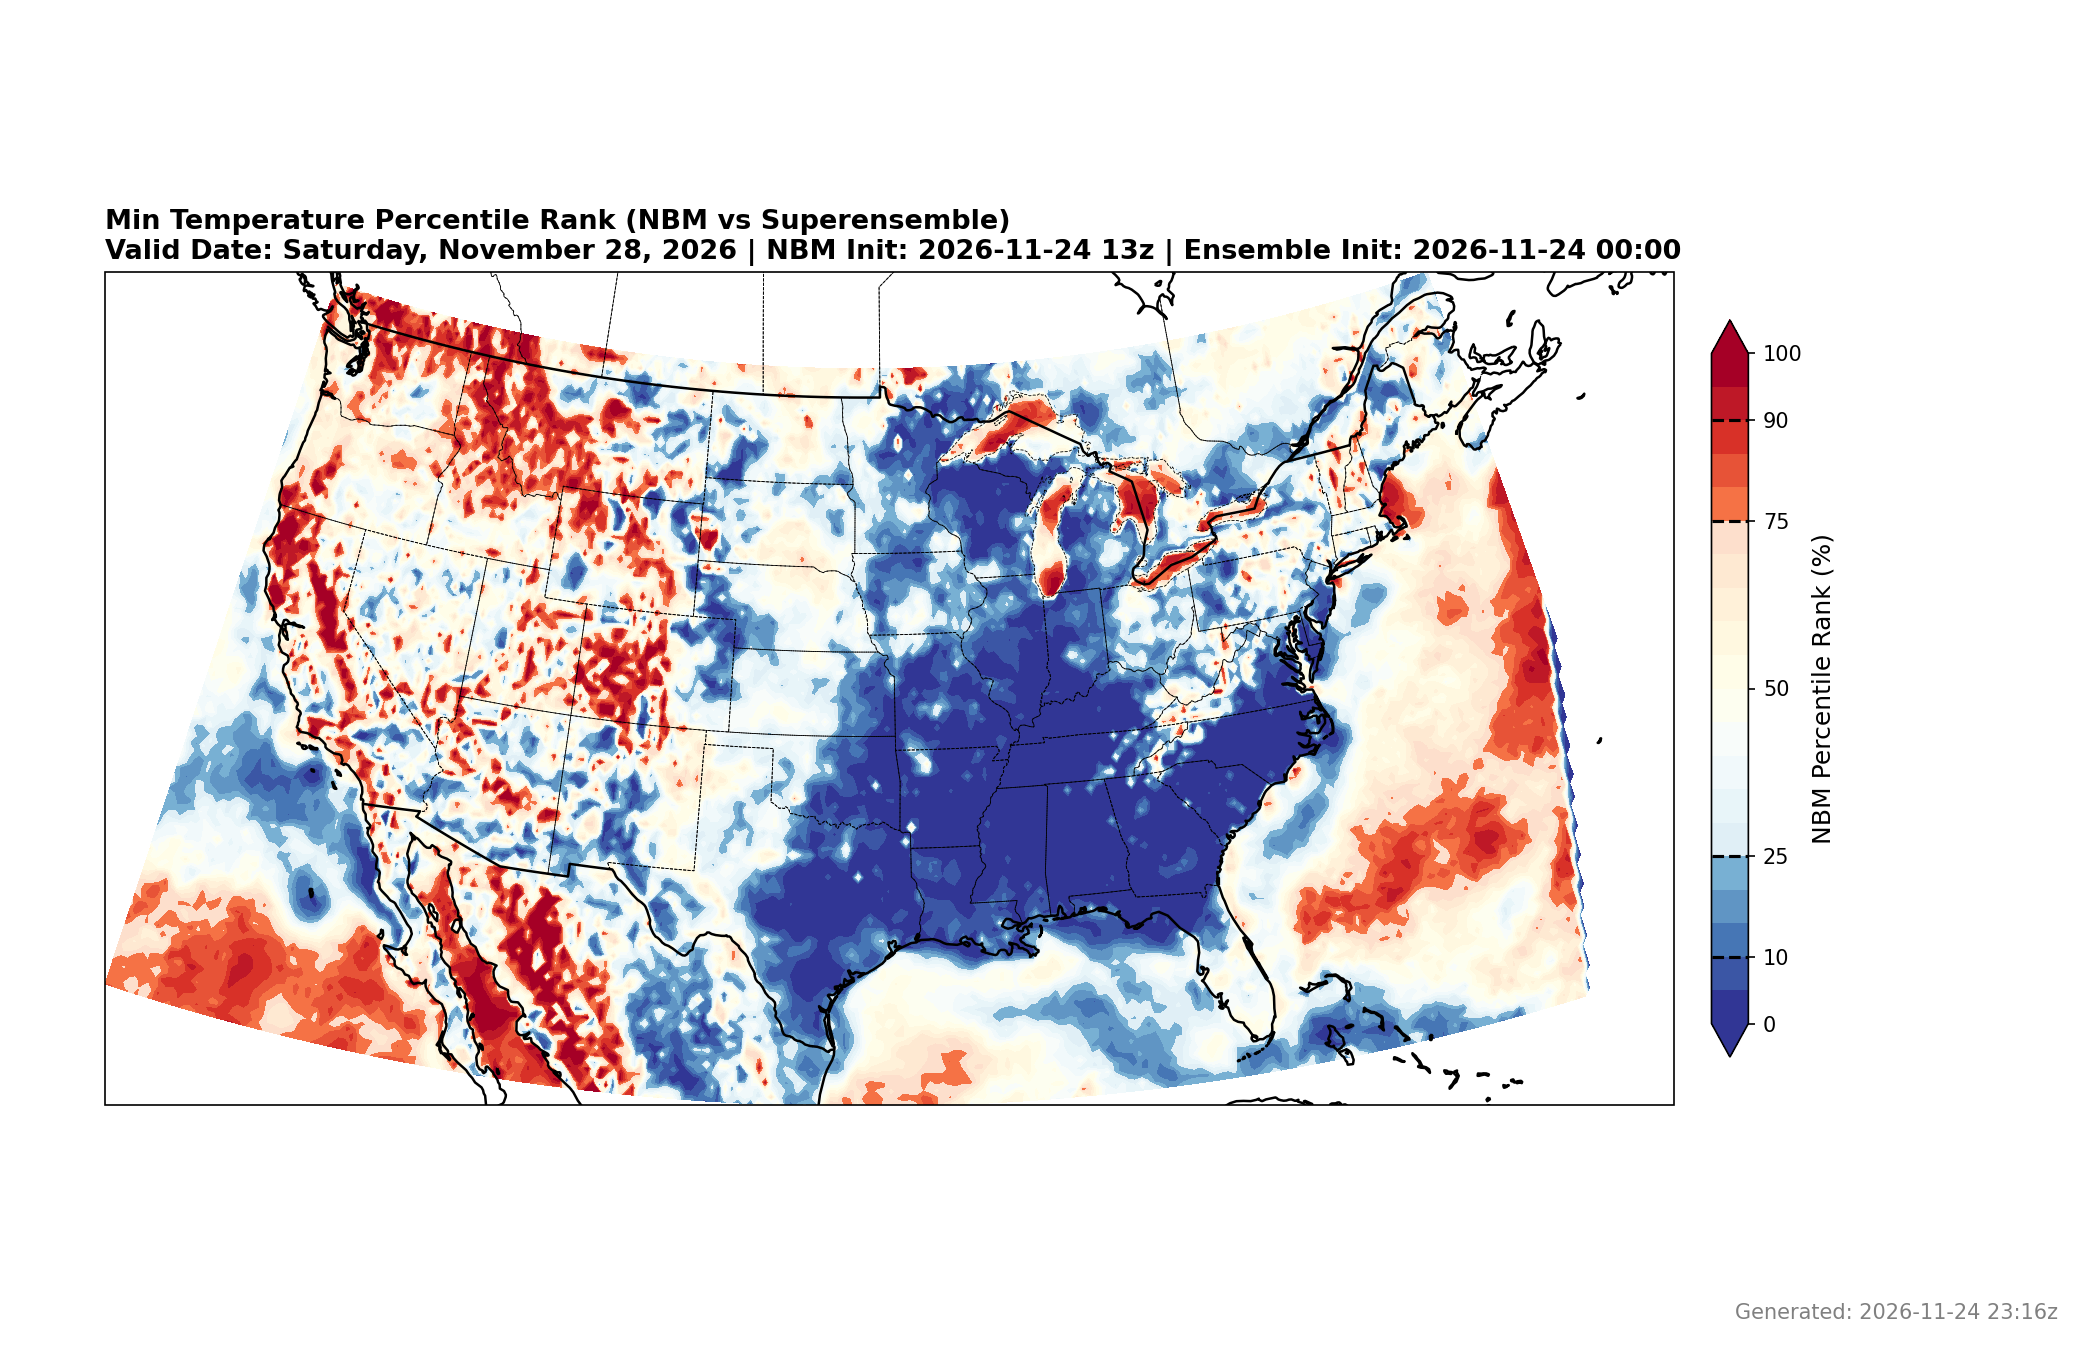 Min Temperature Percentile Rank (NBM vs Superensemble)
Valid Date: Saturday, November 28, 2026 | NBM Init: 2026-11-24 13z | Ensemble Init: 2026-11-24 00:00
100
90
75
50
25
10
0
NBM Percentile Rank (%)
Generated: 2026-11-24 23:16z